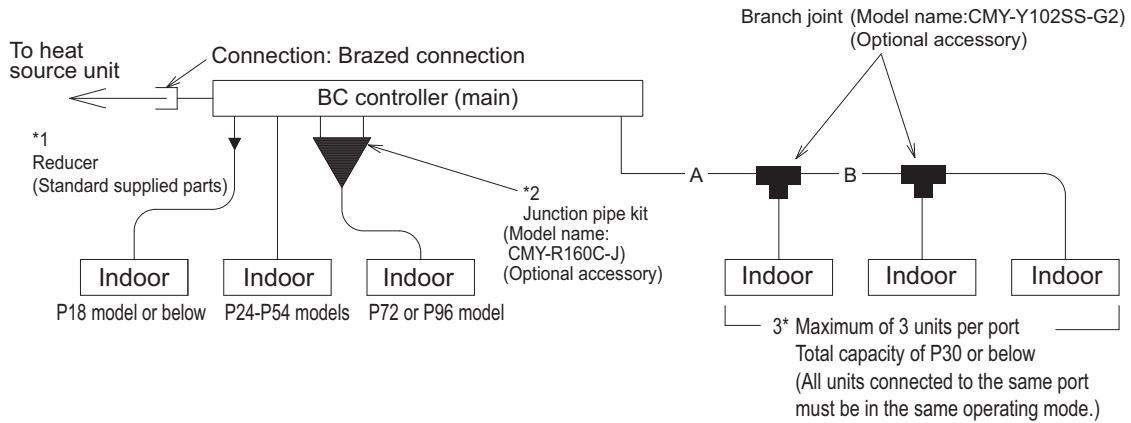 Branch joint (Model name:CMY-Y102SS-G2)
(Optional accessory)
To heat
source unit
Connection: Brazed connection
BC controller (main)
*1
Reducer
(Standard supplied parts)
A
B
*2
Junction pipe kit
(Model name:
CMY-R160C-J)
(Optional accessory)
Indoor
Indoor
Indoor
Indoor
Indoor
Indoor
P18 model or below
P24-P54 models
P72 or P96 model
3* Maximum of 3 units per port
Total capacity of P30 or below
(All units connected to the same port
must be in the same operating mode.)